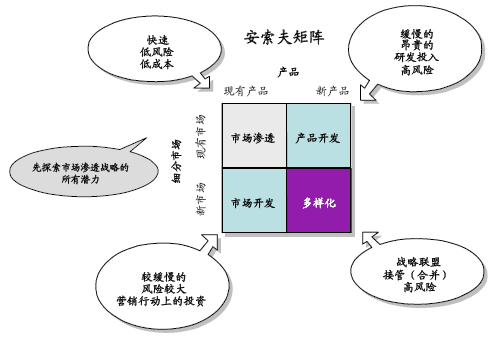 安索夫矩阵
快速
低风险
低成本
缓慢的
昂贵的
研发投入
高风险
产品
现有产品
新产品
细分市场
现有市场
新市场
市场渗透
产品开发
市场开发
多样化
先探索市场渗透战略的
所有潜力
较缓慢的
风险较大
营销行动上的投资
战略联盟
接管（合并）
高风险